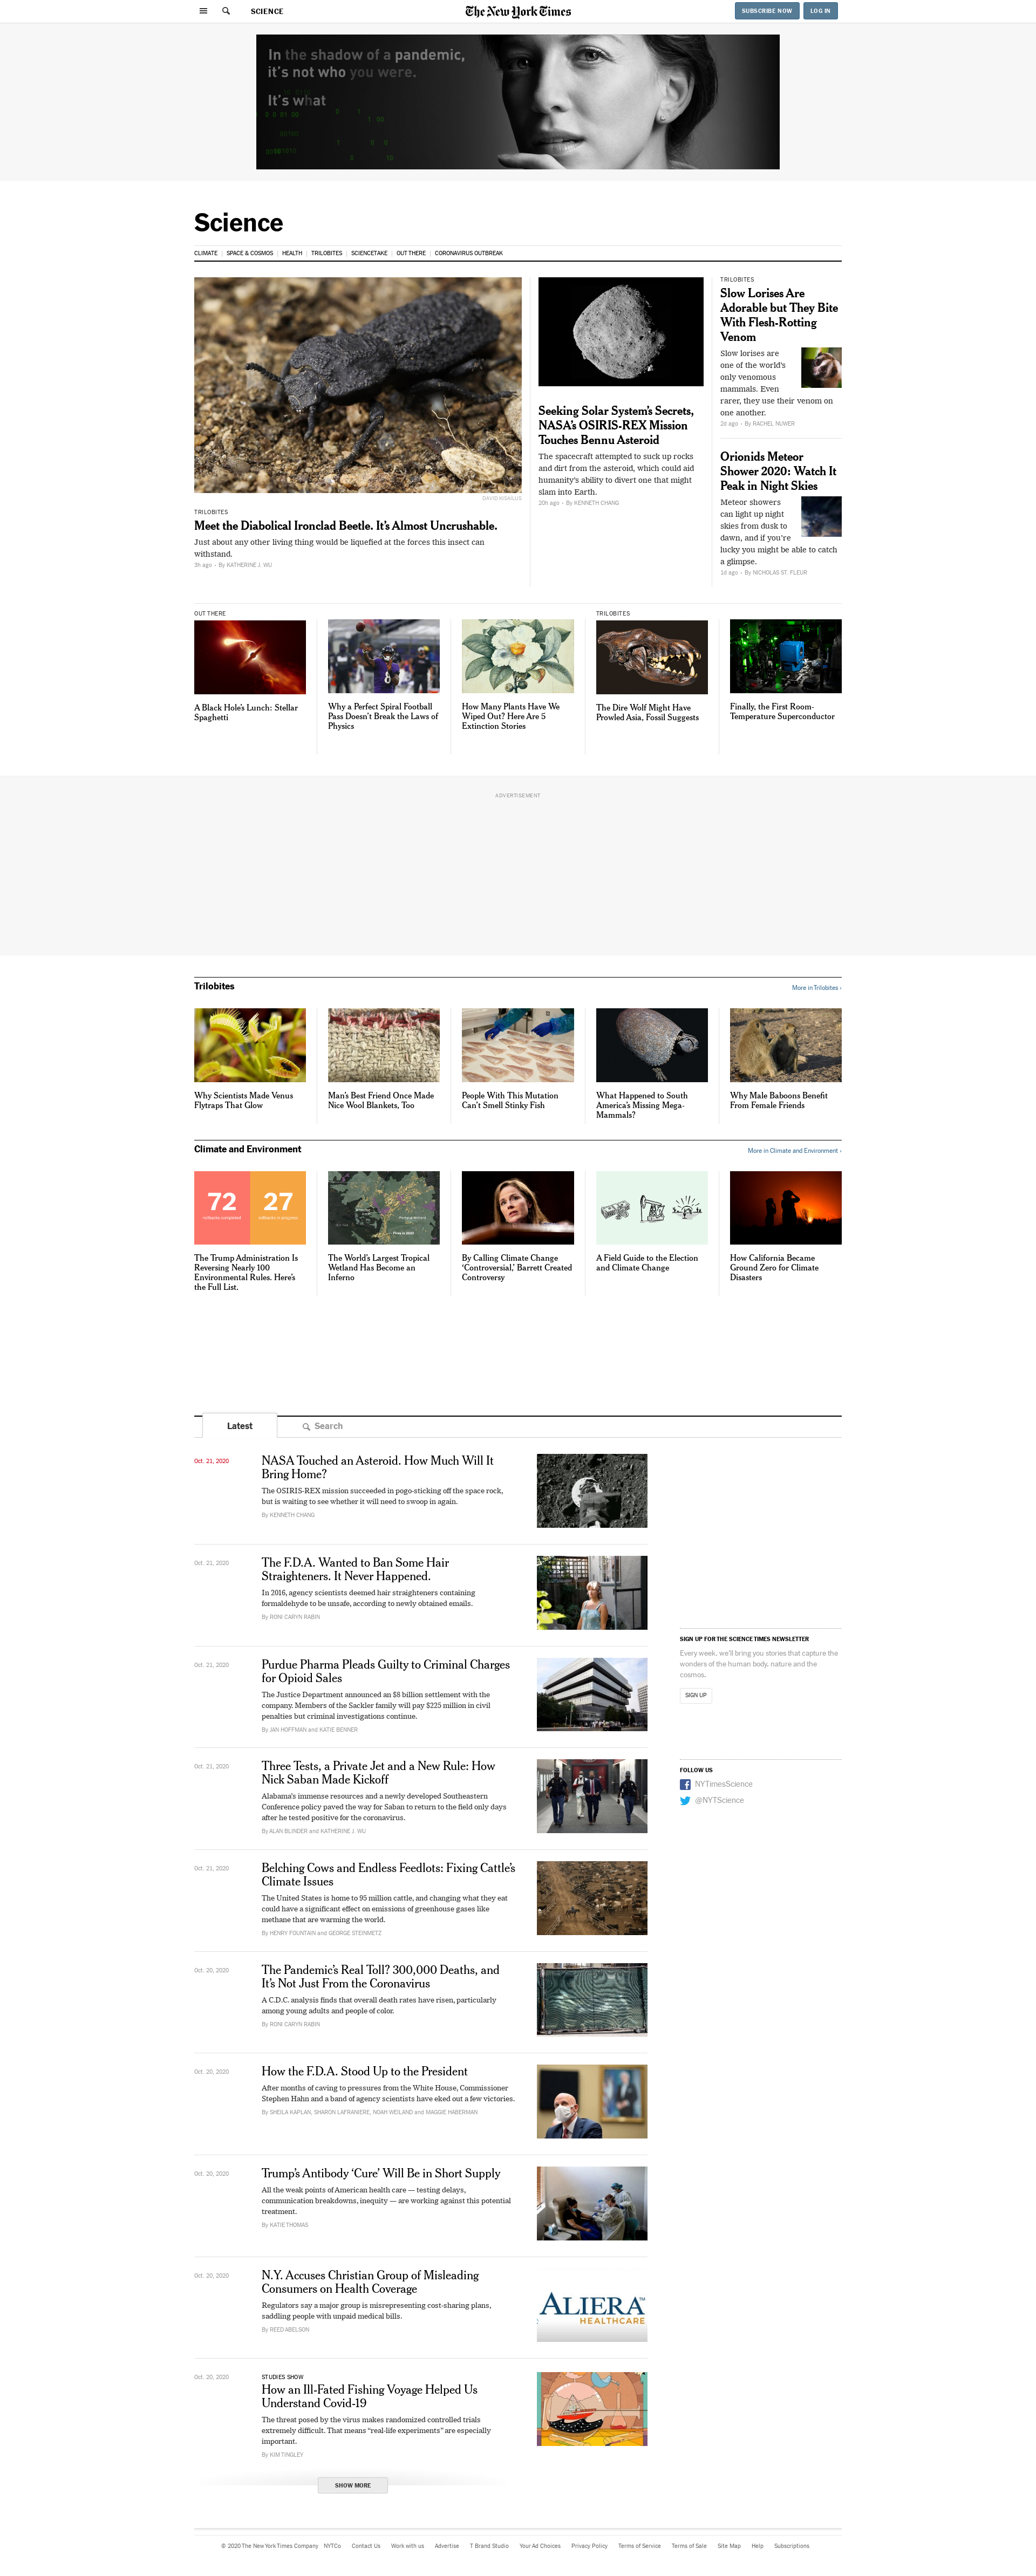 SCIENCE
The New York Times
SUBSCRIBE NOW
LOG IN
In the shadow of a pandemic,
it's not who you were.
It's what
Science
CLIMATE
SPACE & COSMOS
HEALTH
TRILOBITES
SCIENCETAKE
OUT THERE
CORONAVIRUS OUTBREAK
DAVID KISAILUS
TRILOBITES
Meet the Diabolical Ironclad Beetle. It's Almost Uncrushable.
Just about any other living thing would be liquefied at the forces this insect can
withstand.
3h ago · By KATHERINE J. WU
Seeking Solar System's Secrets,
NASA's OSIRIS-REX Mission
Touches Bennu Asteroid
The spacecraft attempted to suck up rocks
and dirt from the asteroid, which could aid
humanity's ability to divert one that might
slam into Earth.
20h ago · By KENNETH CHANG
TRILOBITES
Slow Lorises Are
Adorable but They Bite
With Flesh-Rotting
Venom
Slow lorises are
one of the world's
only venomous
mammals. Even
rarer, they use their venom on
one another.
2d ago · By RACHEL NUWER
Orionids Meteor
Shower 2020: Watch It
Peak in Night Skies
Meteor showers
can light up night
skies from dusk to
dawn, and if you're
lucky you might be able to catch
a glimpse.
1d ago · By NICHOLAS ST. FLEUR
OUT THERE
A Black Hole's Lunch: Stellar
Spaghetti
Why a Perfect Spiral Football
Pass Doesn't Break the Laws of
Physics
How Many Plants Have We
Wiped Out? Here Are 5
Extinction Stories
TRILOBITES
The Dire Wolf Might Have
Prowled Asia, Fossil Suggests
Finally, the First Room-
Temperature Superconductor
ADVERTISEMENT
Trilobites
More in Trilobites ›
Why Scientists Made Venus
Flytraps That Glow
Man's Best Friend Once Made
Nice Wool Blankets, Too
People With This Mutation
Can't Smell Stinky Fish
What Happened to South
America's Missing Mega-
Mammals?
Why Male Baboons Benefit
From Female Friends
Climate and Environment
More in Climate and Environment ›
72
rollbacks completed
27
rollbacks in progress
The Trump Administration Is
Reversing Nearly 100
Environmental Rules. Here's
the Full List.
The World's Largest Tropical
Wetland Has Become an
Inferno
By Calling Climate Change
'Controversial,' Barrett Created
Controversy
A Field Guide to the Election
and Climate Change
How California Became
Ground Zero for Climate
Disasters
Latest
Search
Oct. 21, 2020
NASA Touched an Asteroid. How Much Will It
Bring Home?
The OSIRIS-REX mission succeeded in pogo-sticking off the space rock,
but is waiting to see whether it will need to swoop in again.
By KENNETH CHANG
Oct. 21, 2020
The F.D.A. Wanted to Ban Some Hair
Straighteners. It Never Happened.
In 2016, agency scientists deemed hair straighteners containing
formaldehyde to be unsafe, according to newly obtained emails.
By RONI CARYN RABIN
Oct. 21, 2020
Purdue Pharma Pleads Guilty to Criminal Charges
for Opioid Sales
The Justice Department announced an $8 billion settlement with the
company. Members of the Sackler family will pay $225 million in civil
penalties but criminal investigations continue.
By JAN HOFFMAN and KATIE BENNER
Oct. 21, 2020
Three Tests, a Private Jet and a New Rule: How
Nick Saban Made Kickoff
Alabama's immense resources and a newly developed Southeastern
Conference policy paved the way for Saban to return to the field only days
after he tested positive for the coronavirus.
By ALAN BLINDER and KATHERINE J. WU
Oct. 21, 2020
Belching Cows and Endless Feedlots: Fixing Cattle's
Climate Issues
The United States is home to 95 million cattle, and changing what they eat
could have a significant effect on emissions of greenhouse gases like
methane that are warming the world.
By HENRY FOUNTAIN and GEORGE STEINMETZ
Oct. 20, 2020
The Pandemic's Real Toll? 300,000 Deaths, and
It's Not Just From the Coronavirus
A C.D.C. analysis finds that overall death rates have risen, particularly
among young adults and people of color.
By RONI CARYN RABIN
Oct. 20, 2020
How the F.D.A. Stood Up to the President
After months of caving to pressures from the White House, Commissioner
Stephen Hahn and a band of agency scientists have eked out a few victories.
By SHEILA KAPLAN, SHARON LAFRANIERE, NOAH WEILAND and MAGGIE HABERMAN
Oct. 20, 2020
Trump's Antibody 'Cure' Will Be in Short Supply
All the weak points of American health care — testing delays,
communication breakdowns, inequity — are working against this potential
treatment.
By KATIE THOMAS
Oct. 20, 2020
N.Y. Accuses Christian Group of Misleading
Consumers on Health Coverage
Regulators say a major group is misrepresenting cost-sharing plans,
saddling people with unpaid medical bills.
By REED ABELSON
ALIERA™
HEALTHCARE
Oct. 20, 2020
STUDIES SHOW
How an Ill-Fated Fishing Voyage Helped Us
Understand Covid-19
The threat posed by the virus makes randomized controlled trials
extremely difficult. That means "real-life experiments" are especially
important.
By KIM TINGLEY
SHOW MORE
SIGN UP FOR THE SCIENCE TIMES NEWSLETTER
Every week, we'll bring you stories that capture the
wonders of the human body, nature and the
cosmos.
SIGN UP
FOLLOW US
NYTimesScience
@NYTScience
© 2020 The New York Times Company
NYTCo
Contact Us
Work with us
Advertise
T Brand Studio
Your Ad Choices
Privacy Policy
Terms of Service
Terms of Sale
Site Map
Help
Subscriptions